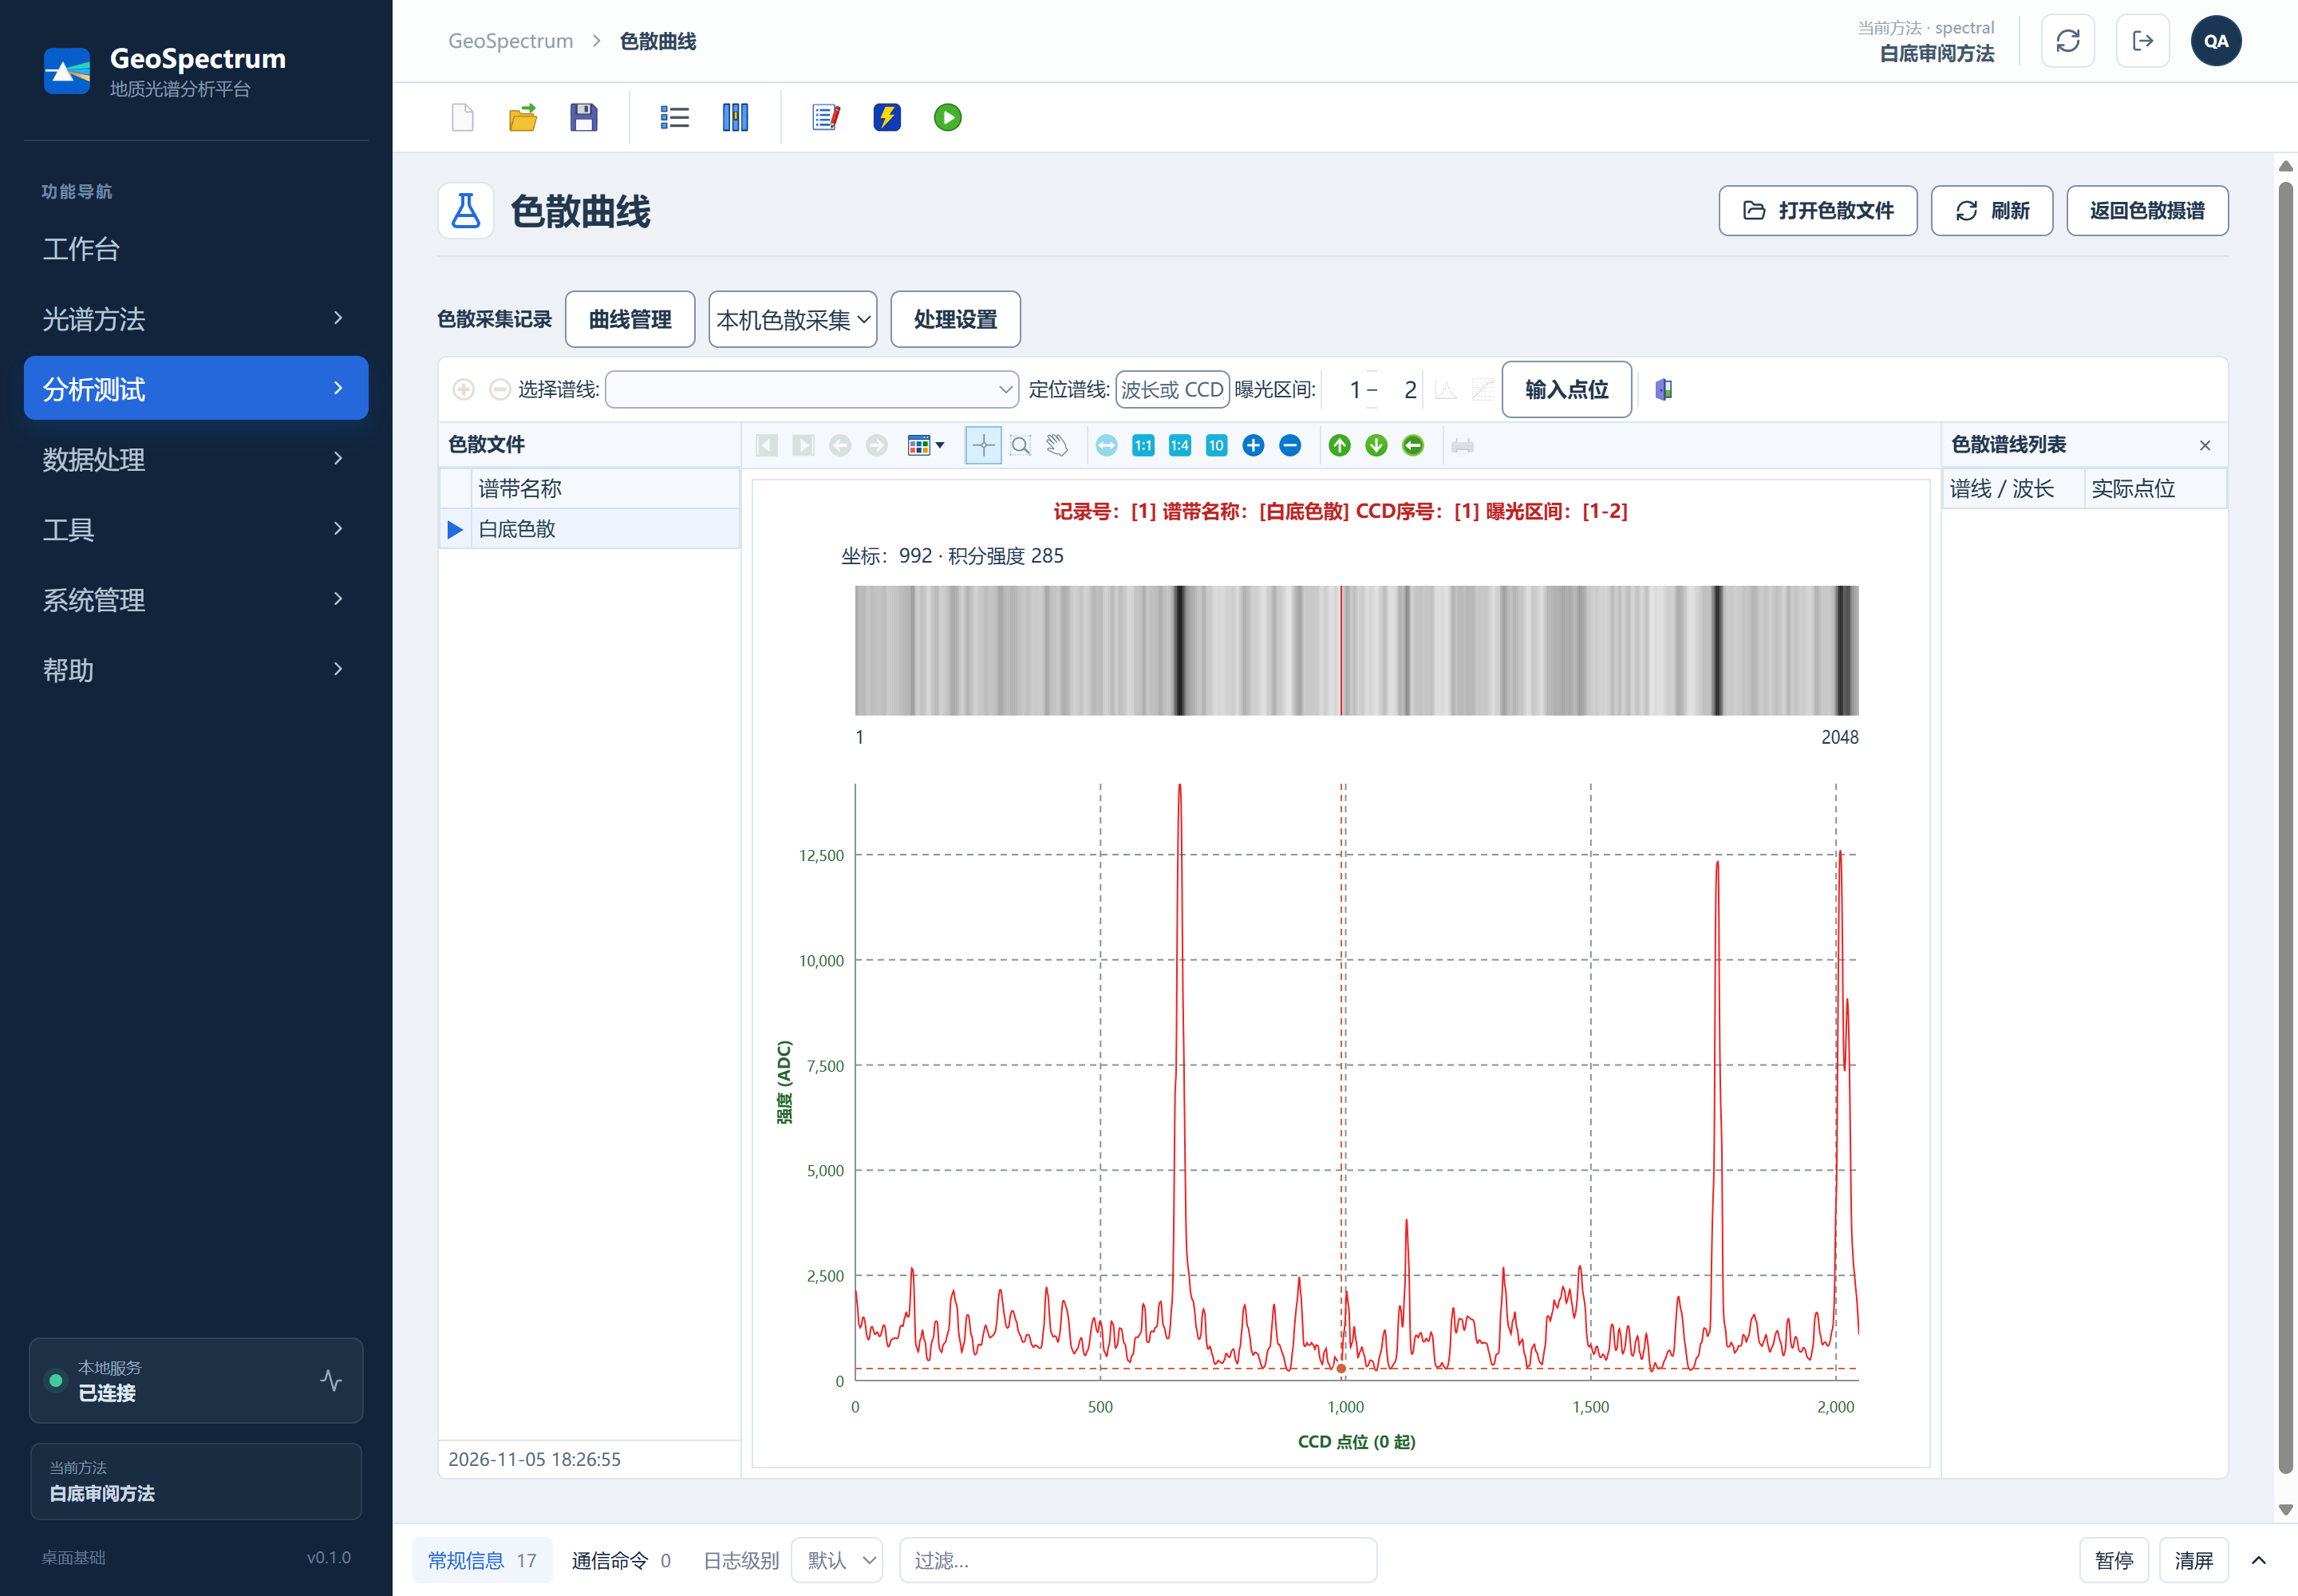 GeoSpectrum
地质光谱分析平台
功能导航
工作台
光谱方法
分析测试
数据处理
工具
系统管理
帮助
本地服务
已连接
当前方法
白底审阅方法
桌面基础 v0.1.0
GeoSpectrum > 色散曲线
当前方法 · spectral
白底审阅方法
QA
色散曲线
打开色散文件 刷新 返回色散摄谱
色散采集记录 曲线管理 本机色散采集 处理设置
选择谱线: 定位谱线: 波长或 CCD 曝光区间: 1 – 2 输入点位
色散文件
谱带名称
白底色散
2026-11-05 18:26:55
1:1 1:4 10
记录号：[1] 谱带名称：[白底色散] CCD序号：[1] 曝光区间：[1-2]
坐标：992 · 积分强度 285
1 2048
12,500
10,000
7,500
5,000
2,500
0
强度 (ADC)
0 500 1,000 1,500 2,000
CCD 点位 (0 起)
色散谱线列表 ×
谱线 / 波长 实际点位
常规信息 17 通信命令 0 日志级别 默认 过滤... 暂停 清屏